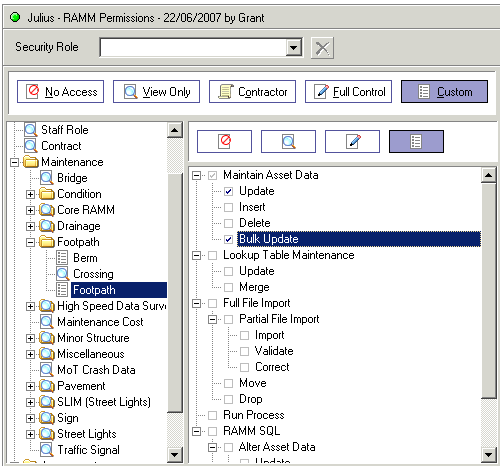 Julius - RAMM Permissions - 22/06/2007 by Grant
Security Role
No Access
View Only
Contractor
Full Control
Custom
Staff Role
Contract
Maintenance
Bridge
Condition
Core RAMM
Drainage
Footpath
Berm
Crossing
Footpath
High Speed Data Surve
Maintenance Cost
Minor Structure
Miscellaneous
MoT Crash Data
Pavement
SLIM (Street Lights)
Sign
Street Lights
Traffic Signal
Maintain Asset Data
Update
Insert
Delete
Bulk Update
Lookup Table Maintenance
Update
Merge
Full File Import
Partial File Import
Import
Validate
Correct
Move
Drop
Run Process
RAMM SQL
Alter Asset Data
Update